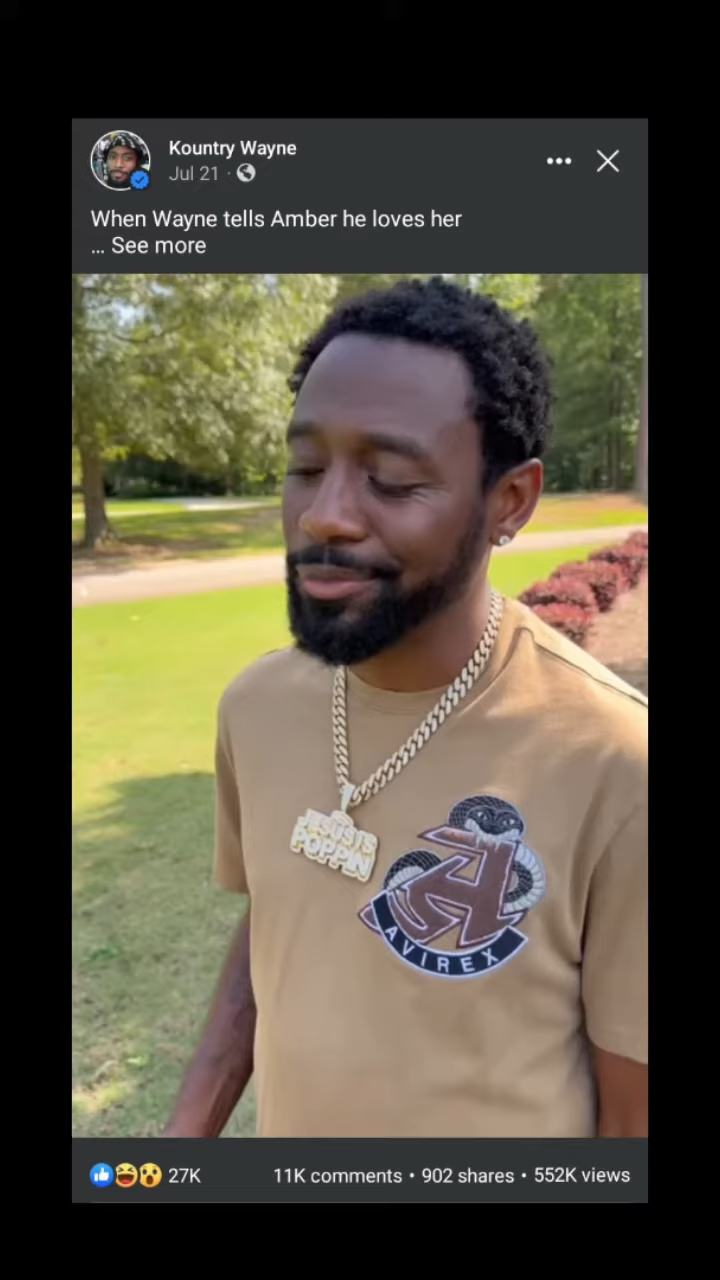 Kountry Wayne
Jul 21 ·
When Wayne tells Amber he loves her
... See more
JESUS IS
POPPIN
AVIREX
27K
11K comments • 902 shares • 552K views